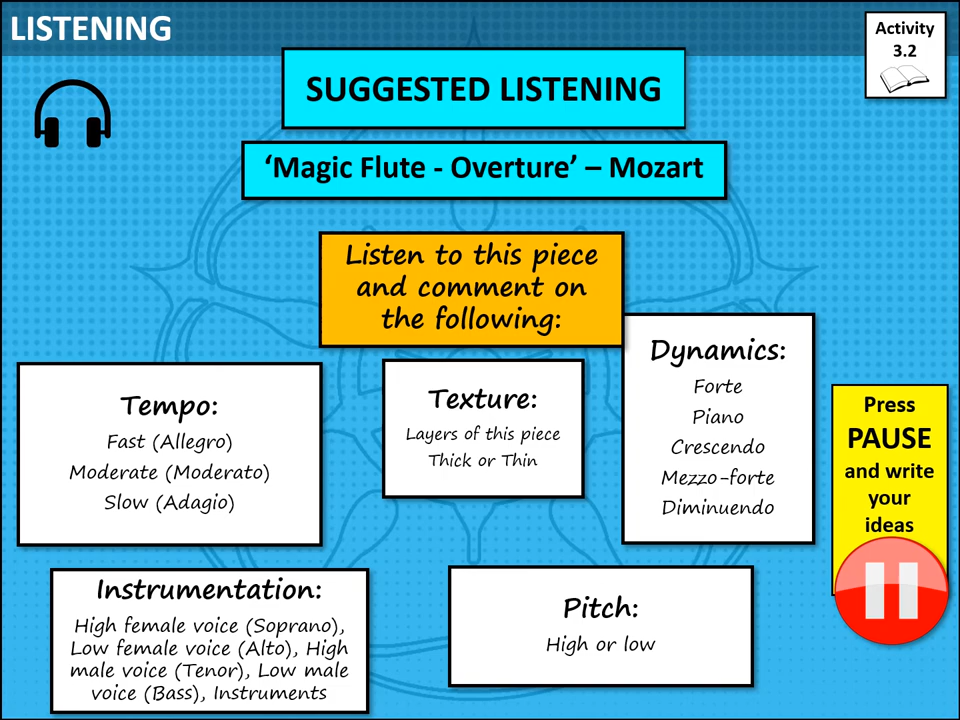 LISTENING
Activity
3.2
SUGGESTED LISTENING
‘Magic Flute - Overture’ – Mozart
Listen to this piece
and comment on
the following:
Tempo:
Fast (Allegro)
Moderate (Moderato)
Slow (Adagio)
Texture:
Layers of this piece
Thick or Thin
Dynamics:
Forte
Piano
Crescendo
Mezzo-forte
Diminuendo
Press
PAUSE
and write
your
ideas
Instrumentation:
High female voice (Soprano),
Low female voice (Alto), High
male voice (Tenor), Low male
voice (Bass), Instruments
Pitch:
High or low